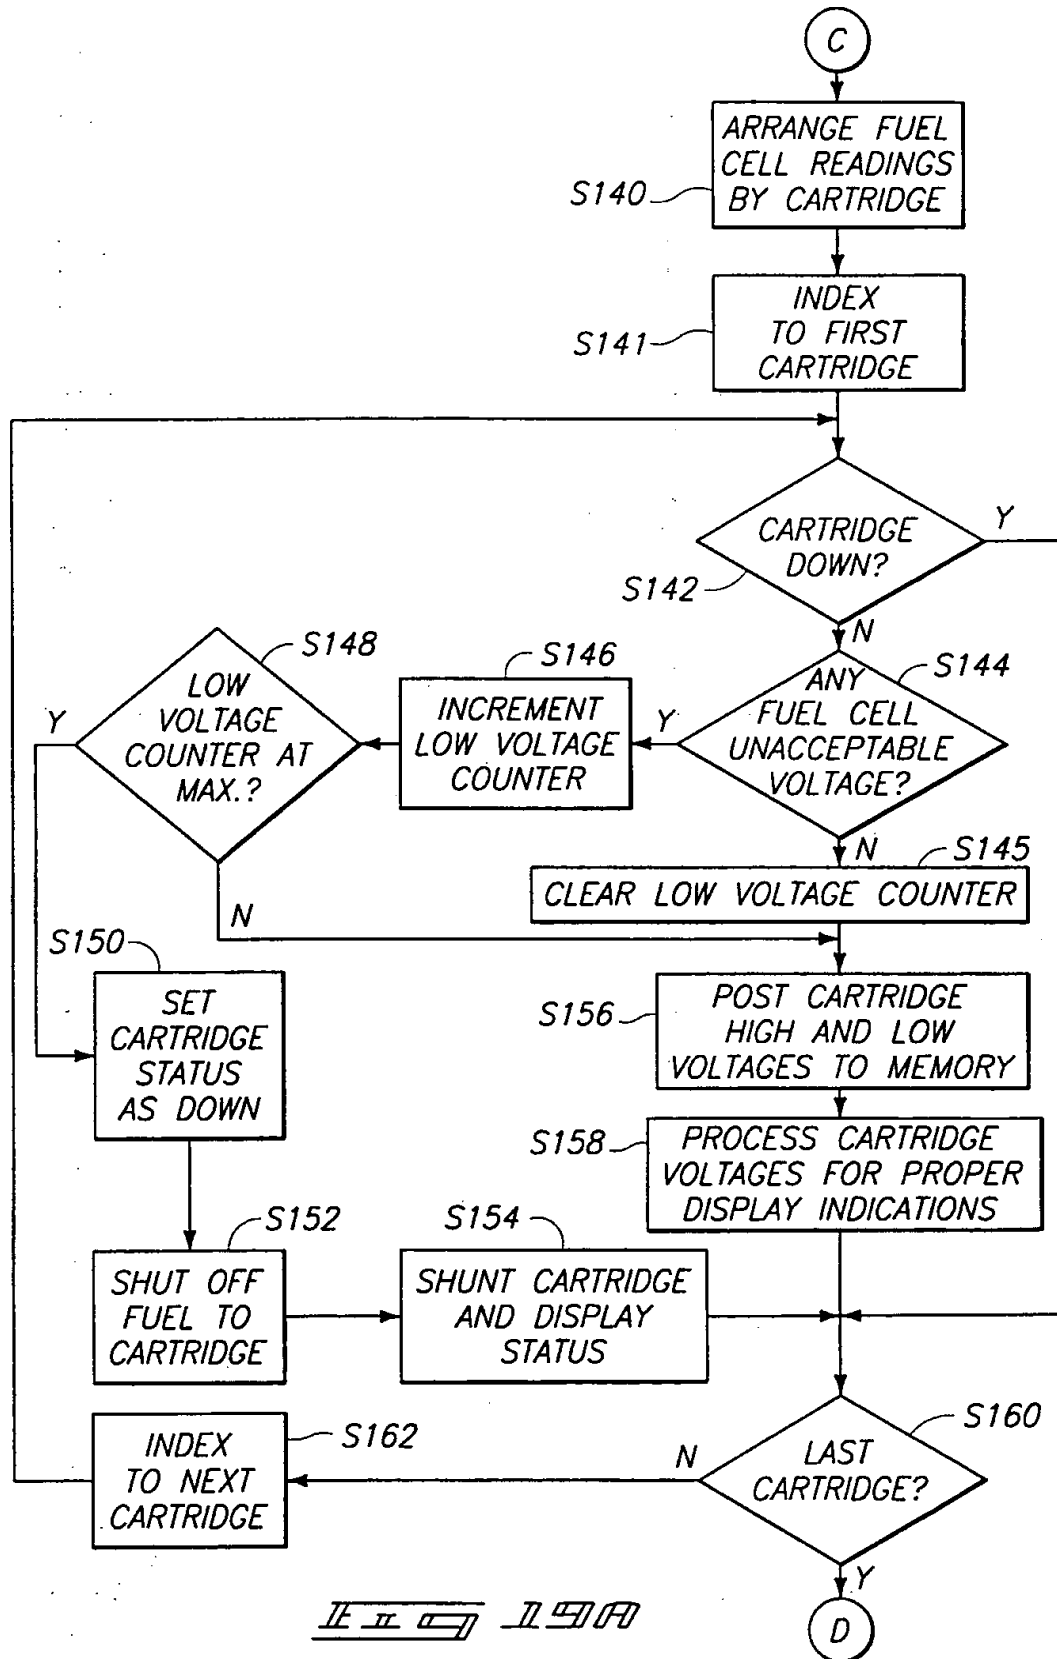 C
ARRANGE FUEL
CELL READINGS
BY CARTRIDGE
S140
INDEX
TO FIRST
CARTRIDGE
S141
CARTRIDGE
DOWN?
Y
S142
N
S144
ANY
FUEL CELL
UNACCEPTABLE
VOLTAGE?
Y
S146
INCREMENT
LOW VOLTAGE
COUNTER
S148
LOW
VOLTAGE
COUNTER AT
MAX.?
Y
N
N
S145
CLEAR LOW VOLTAGE COUNTER
S150
SET
CARTRIDGE
STATUS
AS DOWN
S156
POST CARTRIDGE
HIGH AND LOW
VOLTAGES TO MEMORY
S158
PROCESS CARTRIDGE
VOLTAGES FOR PROPER
DISPLAY INDICATIONS
S152
SHUT OFF
FUEL TO
CARTRIDGE
S154
SHUNT CARTRIDGE
AND DISPLAY
STATUS
S160
LAST
CARTRIDGE?
N
S162
INDEX
TO NEXT
CARTRIDGE
Y
D
FIG 19A